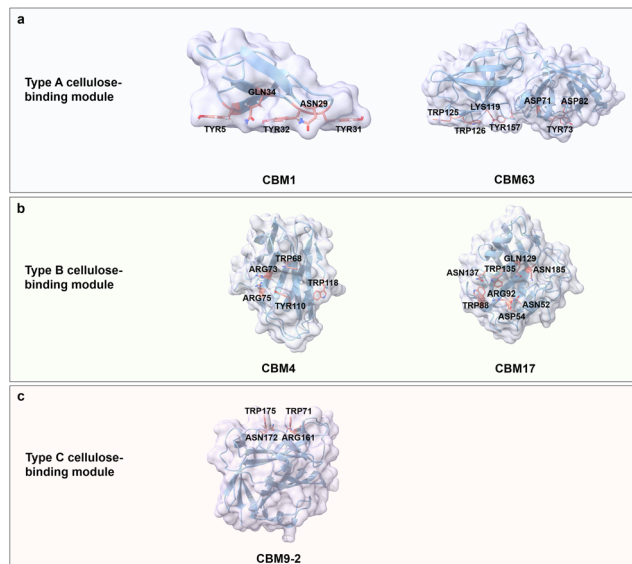 a
Type A cellulose-
binding module
GLN34
ASN29
TYR5
TYR32
TYR31
CBM1
LYS119
ASP71
ASP82
TRP125
TRP126
TYR157
TYR73
CBM63
b
Type B cellulose-
binding module
TRP68
ARG73
TRP118
ARG75
TYR110
CBM4
GLN129
ASN137
TRP135
ASN185
ARG92
TRP88
ASN52
ASP54
CBM17
c
Type C cellulose-
binding module
TRP175
TRP71
ASN172
ARG161
CBM9-2